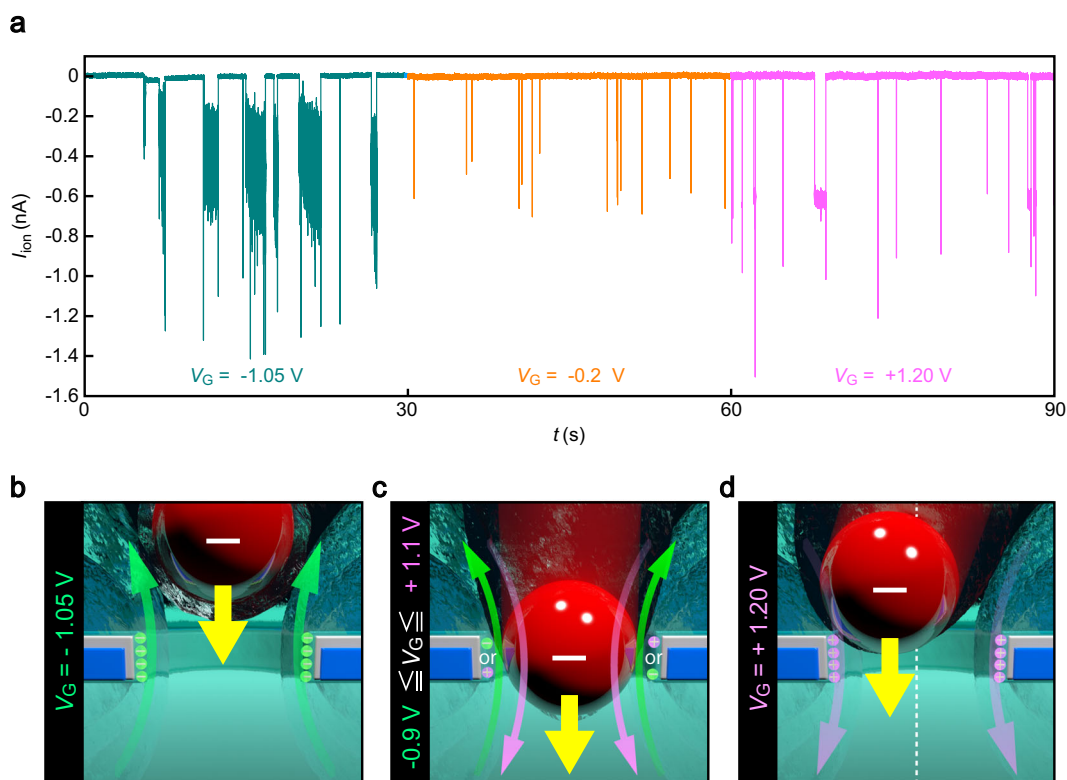 a
0
-0.2
-0.4
-0.6
-0.8
-1.0
-1.2
-1.4
-1.6
I_ion (nA)
V_G = -1.05 V
V_G = -0.2 V
V_G = +1.20 V
0
30
60
90
t (s)
b
V_G = - 1.05 V
c
-0.9 V ≦ V_G ≦ + 1.1 V
or
or
d
V_G = + 1.20 V